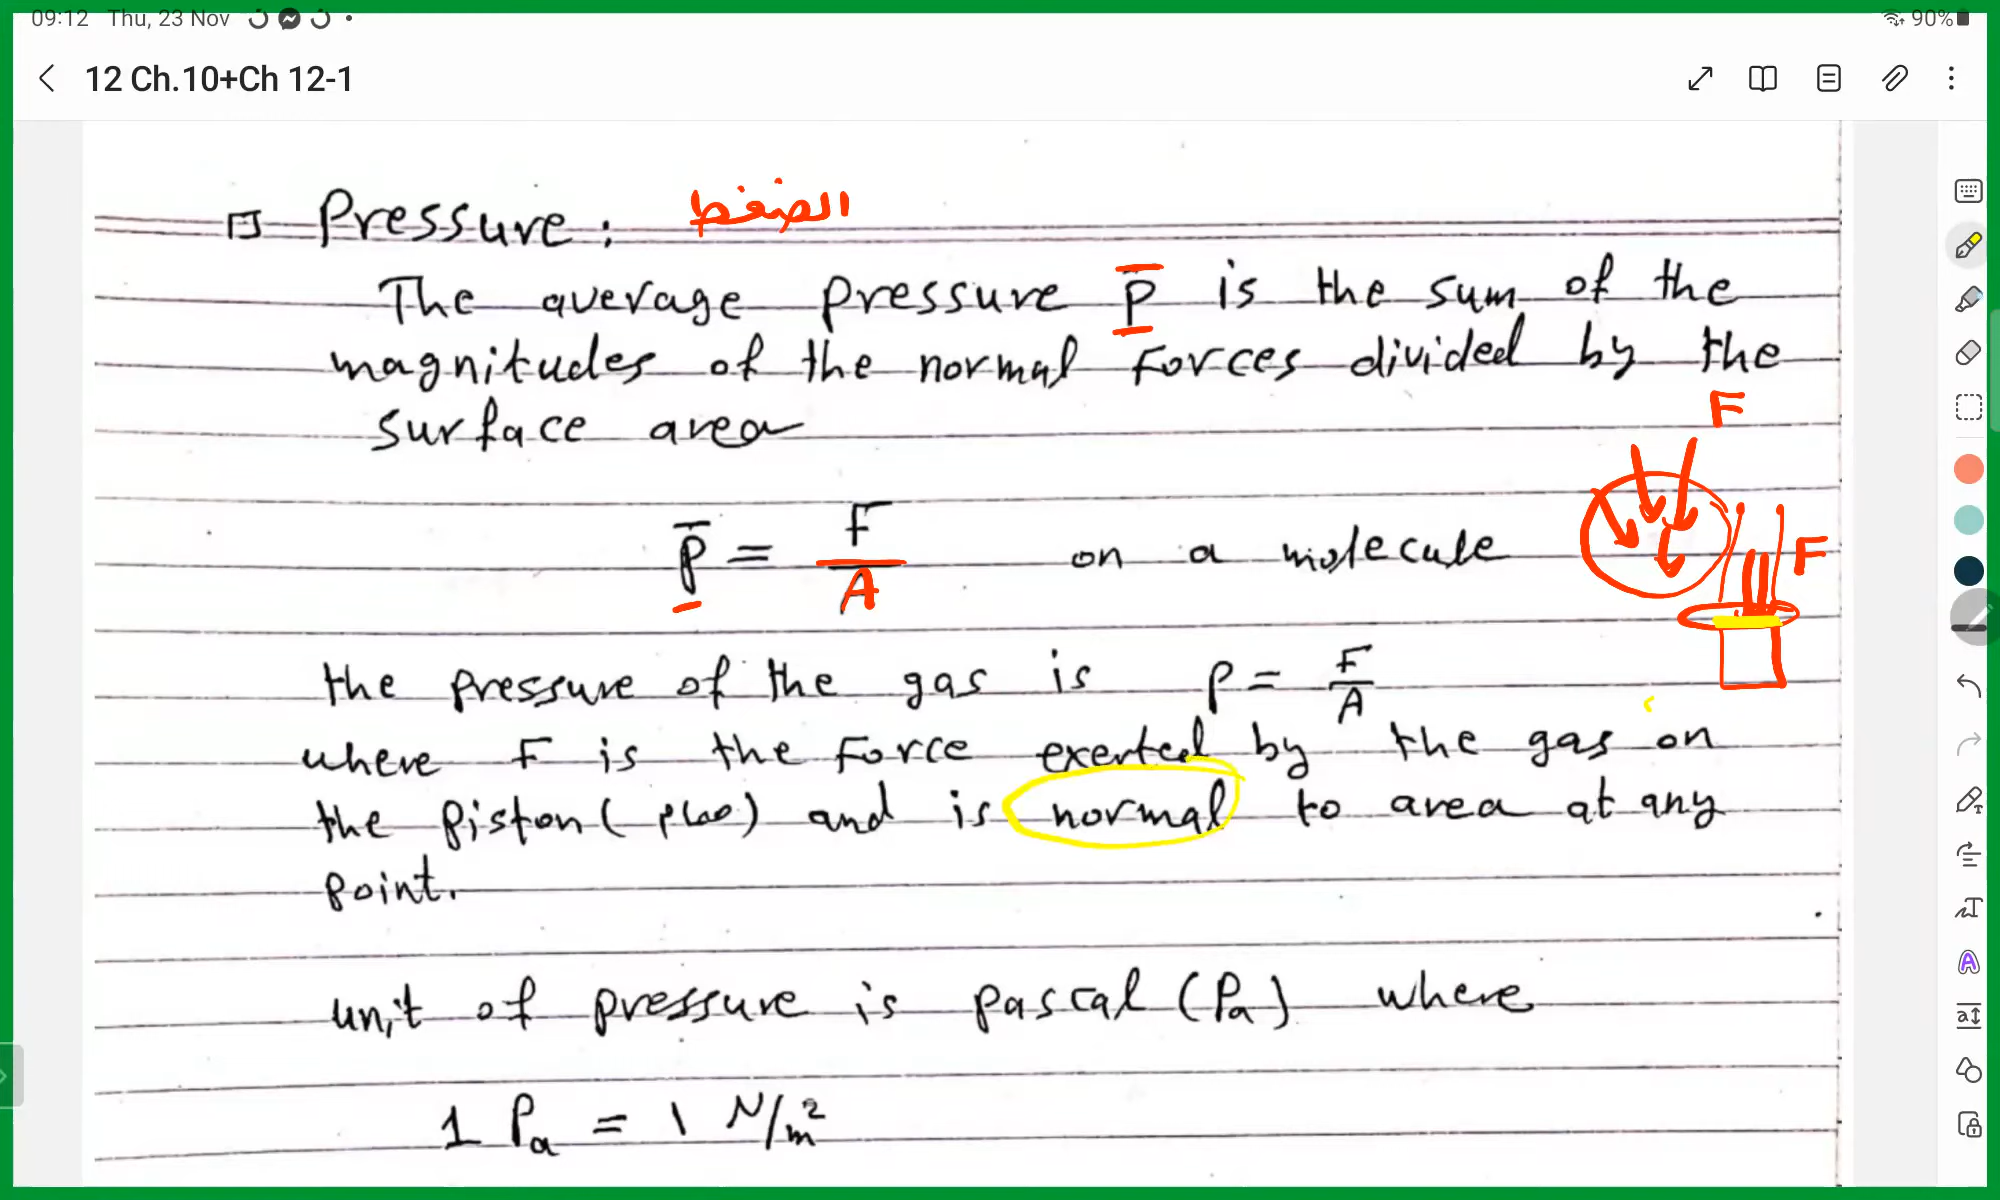 09:12 Thu, 23 Nov
90%
12 Ch.10+Ch 12-1
Pressure: الضغط
The average pressure p̅ is the sum of the
magnitudes of the normal forces divided by the
surface area
F
p̅ = F/A on a molecule
F
the pressure of the gas is p = F/A
where F is the force exerted by the gas on
the piston ( مكبس ) and is normal to area at any
point.
unit of pressure is pascal (Pa) where
1 Pa = 1 N/m²